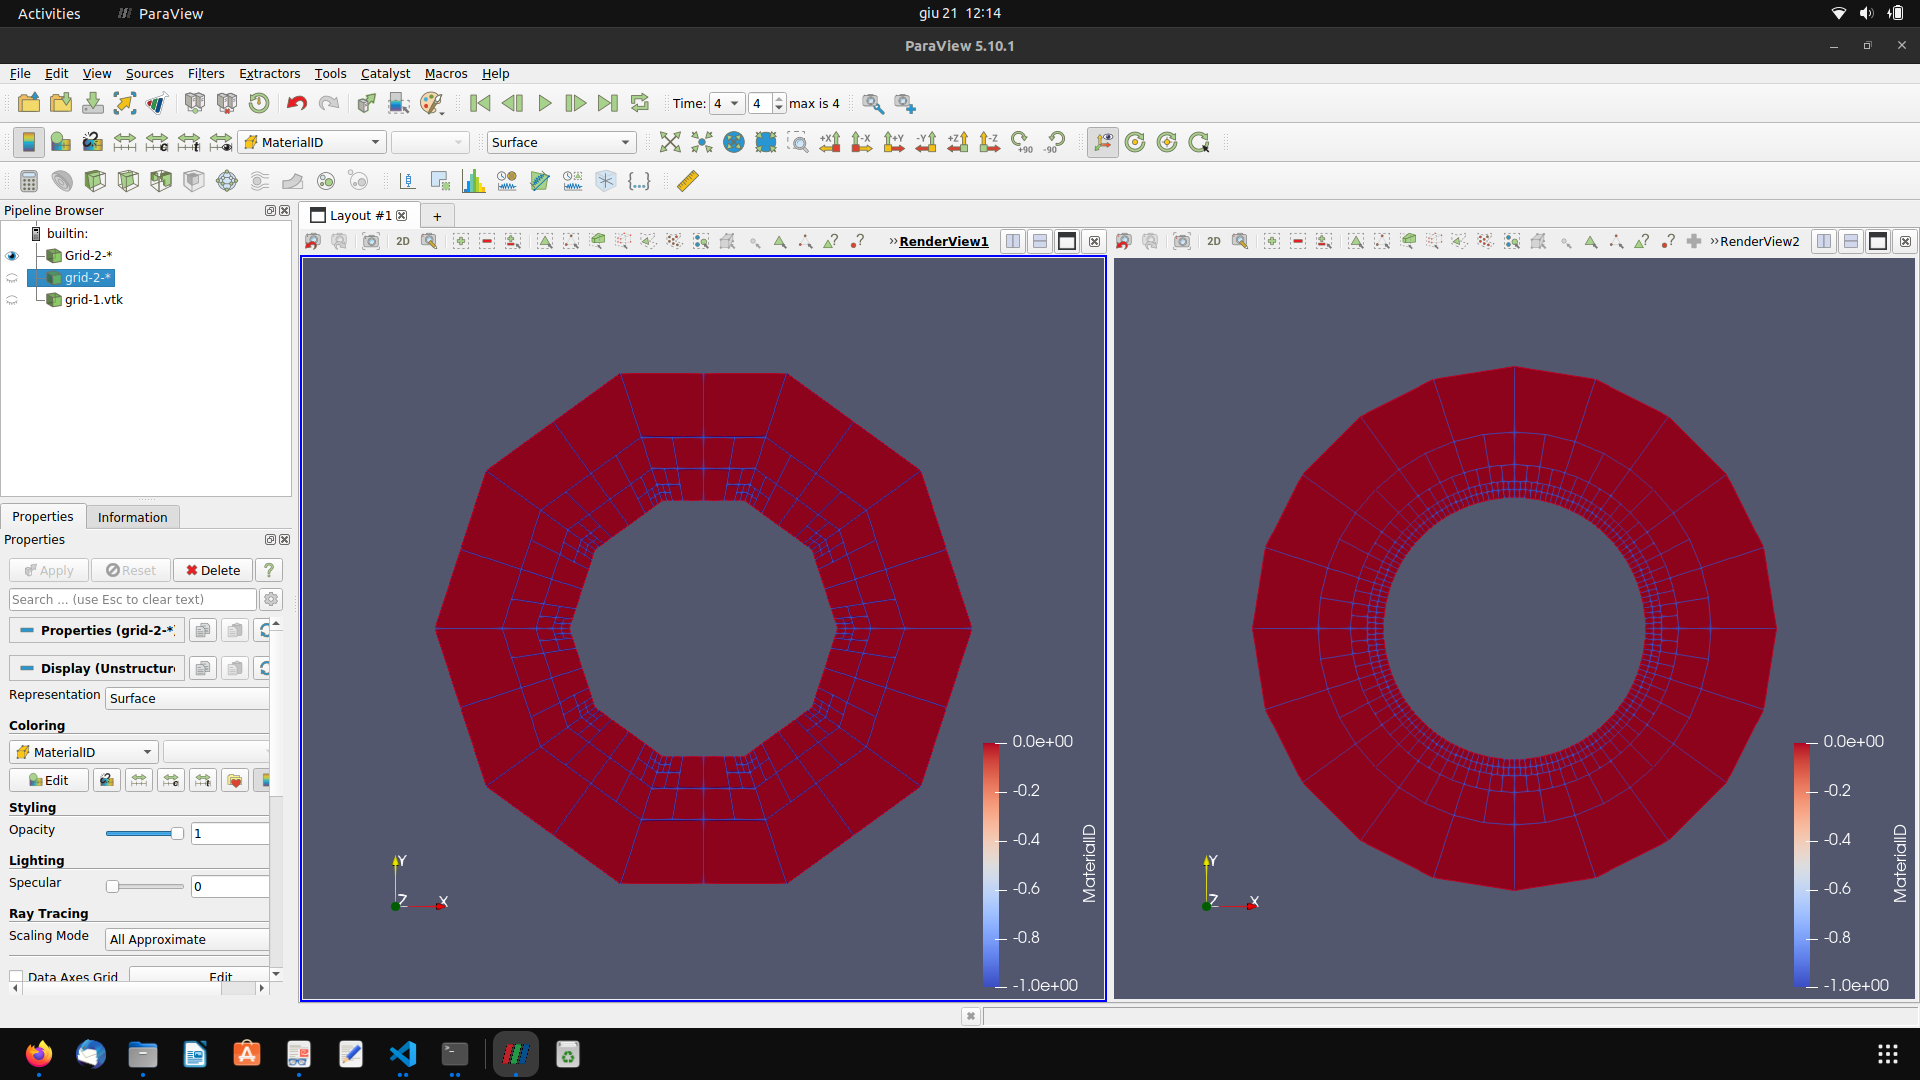 Activities
ParaView
giu 21 12:14
ParaView 5.10.1
File Edit View Sources Filters Extractors Tools Catalyst Macros Help
Time: 4 4 max is 4
MaterialID
Surface
+X -X +Y -Y +Z -Z +90 -90
Pipeline Browser
builtin:
Grid-2-*
grid-2-*
grid-1.vtk
Layout #1
+
2D
»RenderView1
2D
»RenderView2
Properties
Information
Properties
Apply
Reset
Delete
?
Search ... (use Esc to clear text)
Properties (grid-2-*
Display (Unstructur
Representation
Surface
Coloring
MaterialID
Edit
Styling
Opacity
1
Lighting
Specular
0
Ray Tracing
Scaling Mode
All Approximate
Data Axes Grid
Edit
Y
Z
X
0.0e+00
-0.2
-0.4
-0.6
-0.8
-1.0e+00
MaterialID
Y
Z
X
0.0e+00
-0.2
-0.4
-0.6
-0.8
-1.0e+00
MaterialID